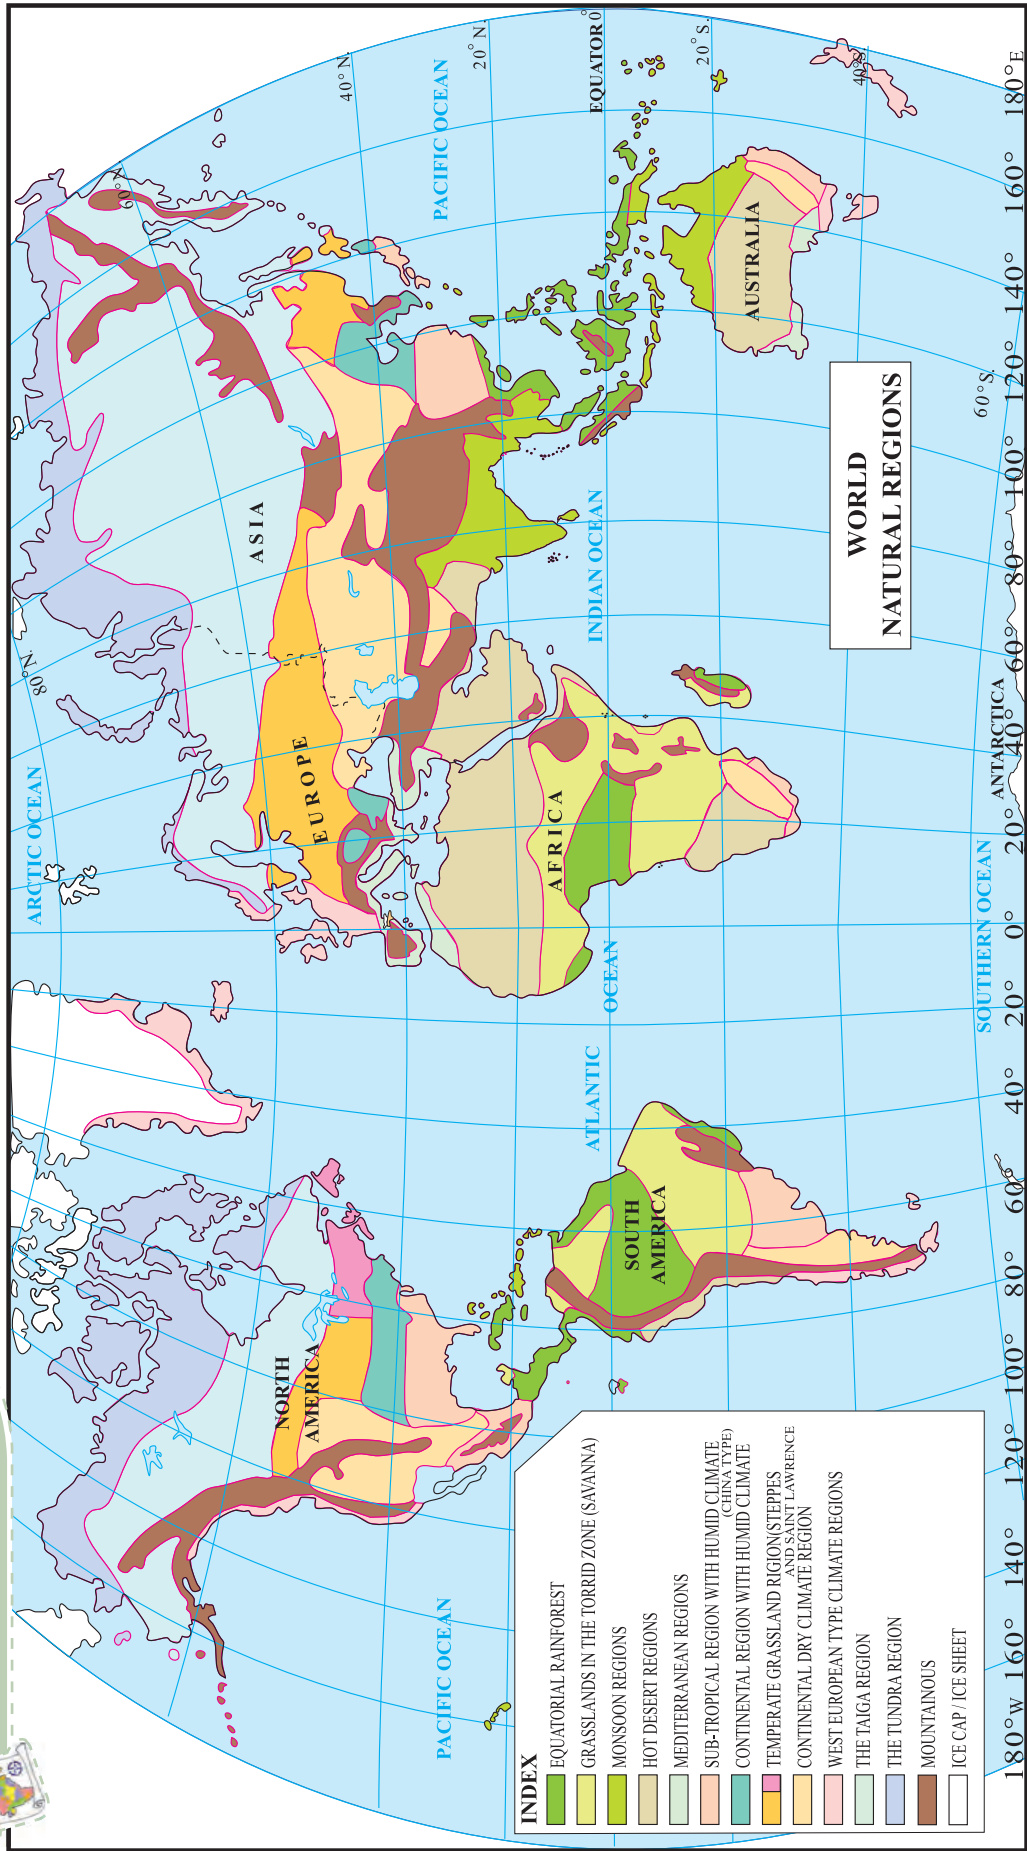 WORLD
NATURAL REGIONS
ARCTIC OCEAN
80°N.
60°N.
40°N.
20°N.
EQUATOR0°
20°S.
40°S.
60°S.
PACIFIC OCEAN
PACIFIC OCEAN
ATLANTIC
OCEAN
INDIAN OCEAN
SOUTHERN OCEAN
ANTARCTICA
NORTH
AMERICA
SOUTH
AMERICA
EUROPE
ASIA
AFRICA
AUSTRALIA
180°W 160° 140° 120° 100° 80° 60° 40° 20° 0° 20° 40° 60° 80° 100° 120° 140° 160° 180°E
INDEX
EQUATORIAL RAINFOREST
GRASSLANDS IN THE TORRID ZONE (SAVANNA)
MONSOON REGIONS
HOT DESERT REGIONS
MEDITERRANEAN REGIONS
SUB-TROPICAL REGION WITH HUMID CLIMATE
(CHINA TYPE)
CONTINENTAL REGION WITH HUMID CLIMATE
TEMPERATE GRASSLAND RIGION(STEPPES
AND SAINT LAWRENCE
CONTINENTAL DRY CLIMATE REGION
WEST EUROPEAN TYPE CLIMATE REGIONS
THE TAIGA REGION
THE TUNDRA REGION
MOUNTAINOUS
ICE CAP / ICE SHEET